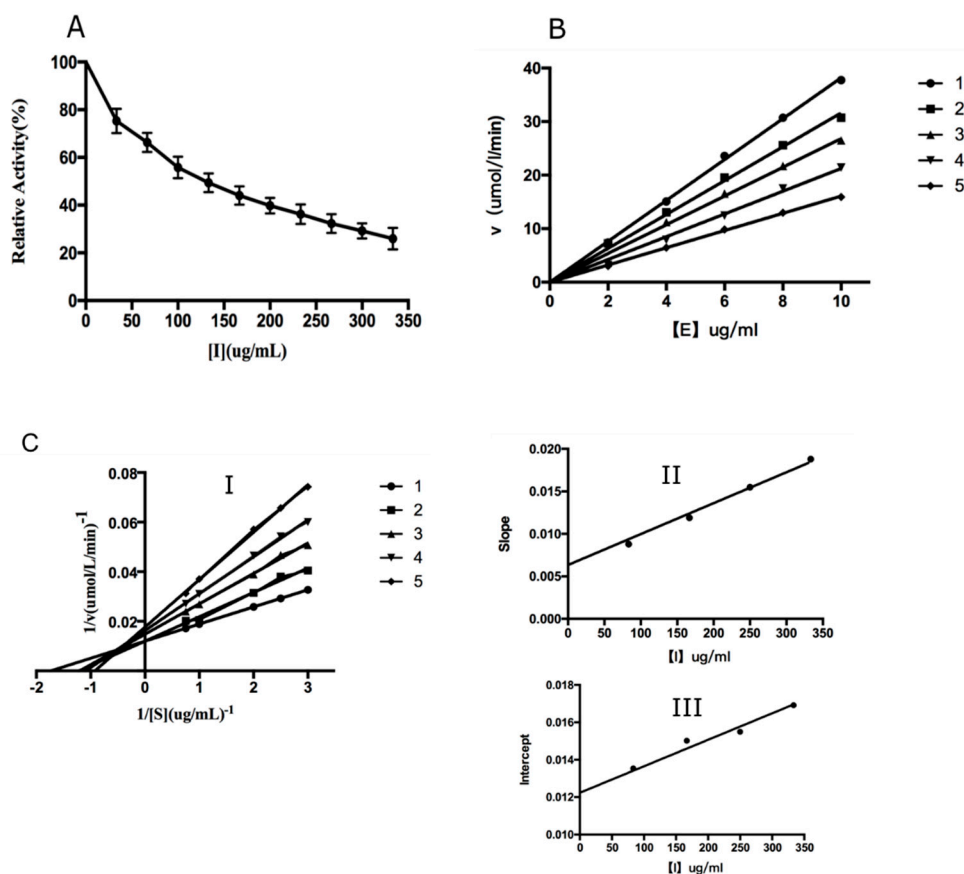 A
Relative Activity(%)
100
80
60
40
20
0
0 50 100 150 200 250 300 350
[I](ug/mL)
B
v (umol/l/min)
40
30
20
10
0
0 2 4 6 8 10
【E】 ug/ml
1
2
3
4
5
C
I
1/v(umol/L/min)⁻¹
0.08
0.06
0.04
0.02
-2 -1 0 1 2 3
1/[S](ug/mL)⁻¹
1
2
3
4
5
II
Slope
0.020
0.015
0.010
0.005
0.000
0 50 100 150 200 250 300 350
【I】 ug/ml
III
Intercept
0.018
0.016
0.014
0.012
0.010
0 50 100 150 200 250 300 350
【I】 ug/ml